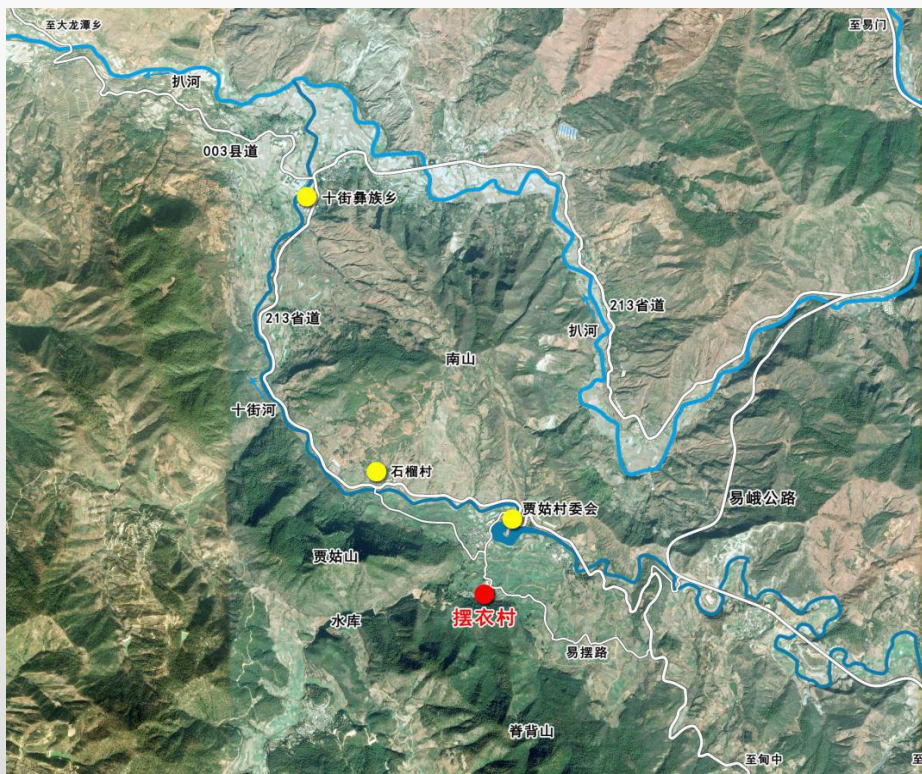 至大龙潭乡
至易门
扒河
003县道
十街彝族乡
213省道
213省道
扒河
南山
十街河
石榴村
易峨公路
贾姑村委会
贾姑山
水库
摆衣村
易摆路
脊背山
至甸中
至